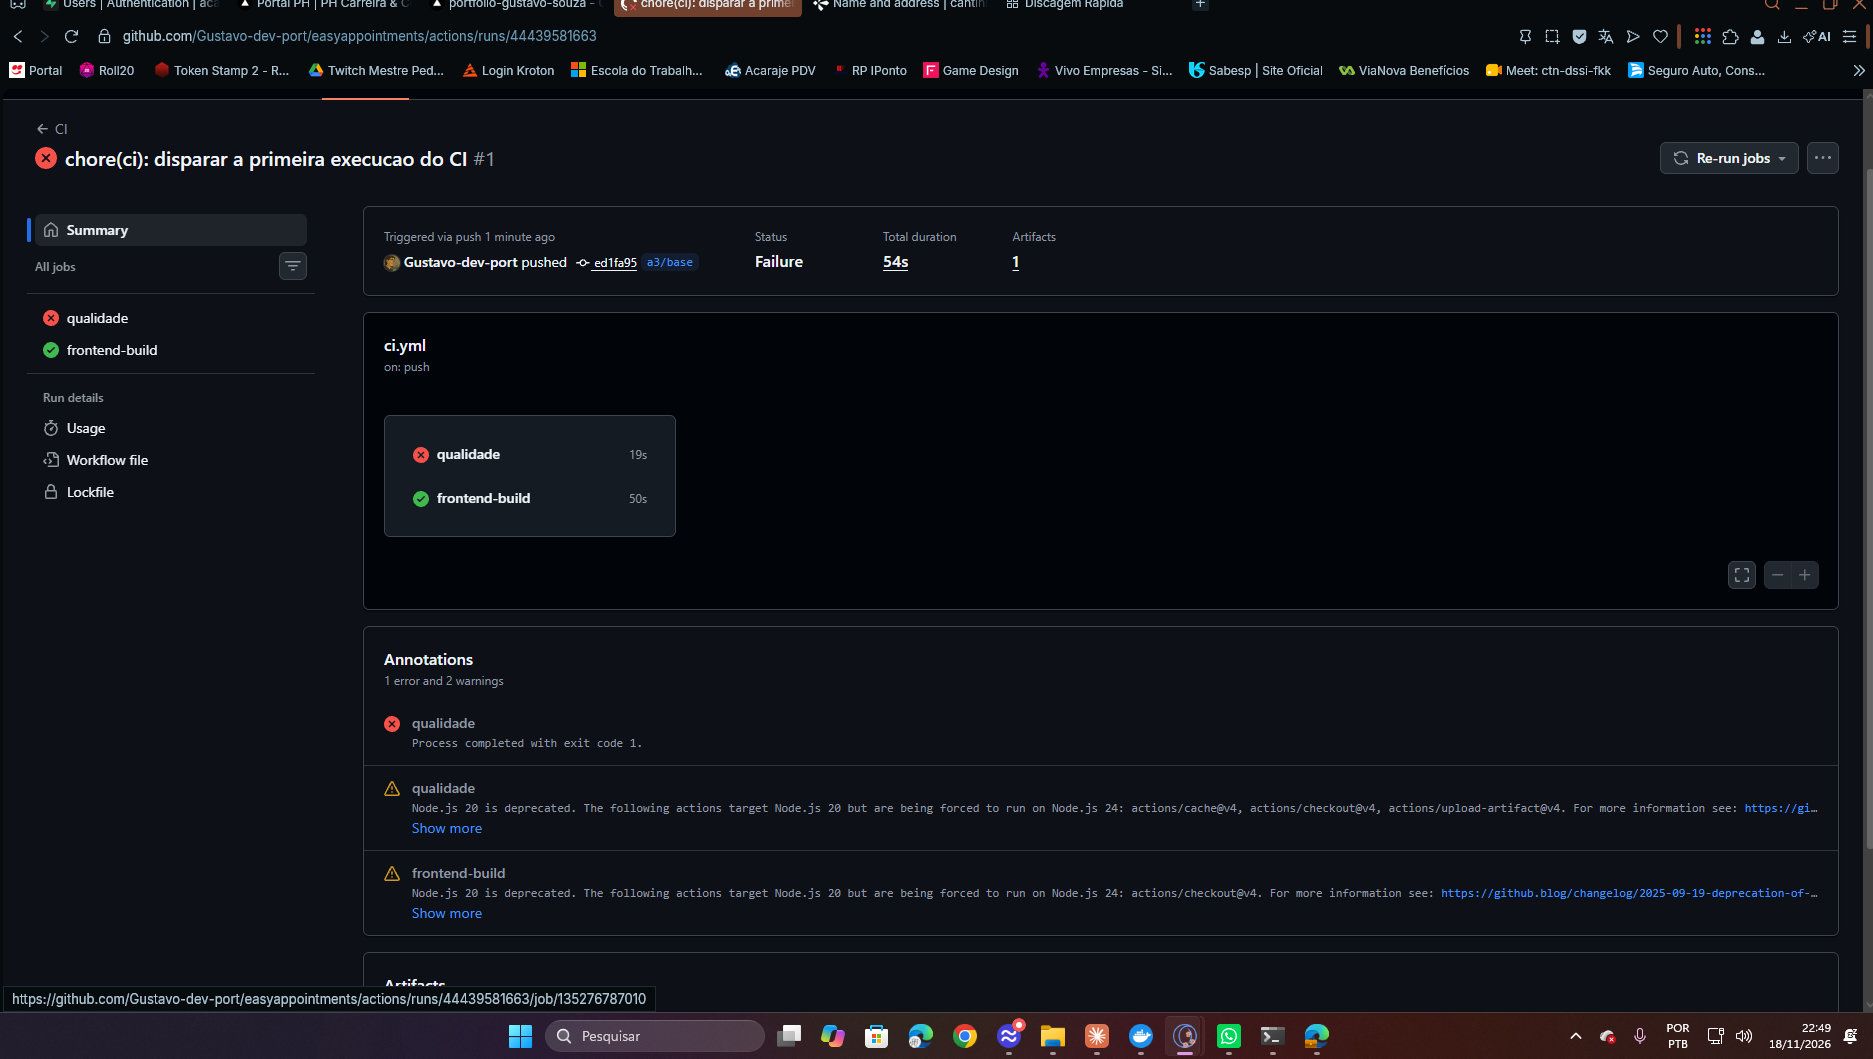 Users | Authentication | aca
Portal PH | PH Carreira & C
portfolio-gustavo-souza -
chore(ci): disparar a primei
Name and address | cantin
Discagem Rápida
github.com/Gustavo-dev-port/easyappointments/actions/runs/44439581663
AI
Portal
Roll20
Token Stamp 2 - R...
Twitch Mestre Ped...
Login Kroton
Escola do Trabalh...
Acaraje PDV
RP IPonto
Game Design
Vivo Empresas - Si...
Sabesp | Site Oficial
ViaNova Benefícios
Meet: ctn-dssi-fkk
Seguro Auto, Cons...
CI
chore(ci): disparar a primeira execucao do CI #1
Re-run jobs
Summary
All jobs
qualidade
frontend-build
Run details
Usage
Workflow file
Lockfile
Triggered via push 1 minute ago
Gustavo-dev-port pushed ed1fa95 a3/base
Status
Failure
Total duration
54s
Artifacts
1
ci.yml
on: push
qualidade 19s
frontend-build 50s
Annotations
1 error and 2 warnings
qualidade
Process completed with exit code 1.
qualidade
Node.js 20 is deprecated. The following actions target Node.js 20 but are being forced to run on Node.js 24: actions/cache@v4, actions/checkout@v4, actions/upload-artifact@v4. For more information see: https://gi…
Show more
frontend-build
Node.js 20 is deprecated. The following actions target Node.js 20 but are being forced to run on Node.js 24: actions/checkout@v4. For more information see: https://github.blog/changelog/2025-09-19-deprecation-of-…
Show more
Artifacts
https://github.com/Gustavo-dev-port/easyappointments/actions/runs/44439581663/job/135276787010
Pesquisar
POR
PTB
22:49
18/11/2026